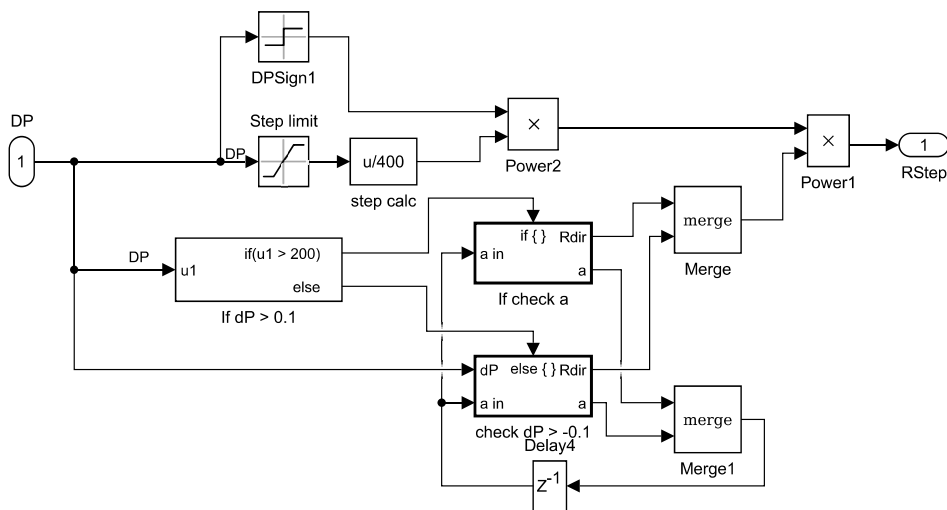 DPSign1
DP
1
Step limit
DP
u/400
step calc
×
Power2
×
Power1
1
RStep
DP
u1
if(u1 > 200)
else
If dP > 0.1
if { }
Rdir
a in
a
If check a
merge
Merge
else { }
dP
Rdir
a in
a
check dP > -0.1
merge
Merge1
Delay4
Z-1